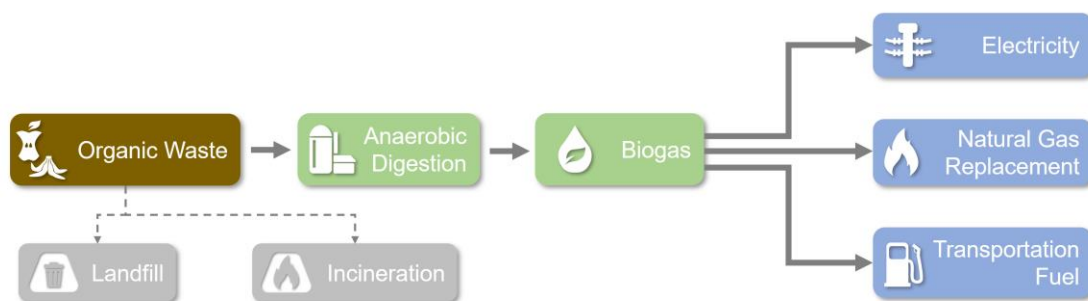 Electricity
Organic Waste
Anaerobic
Digestion
Biogas
Natural Gas
Replacement
Landfill
Incineration
Transportation
Fuel